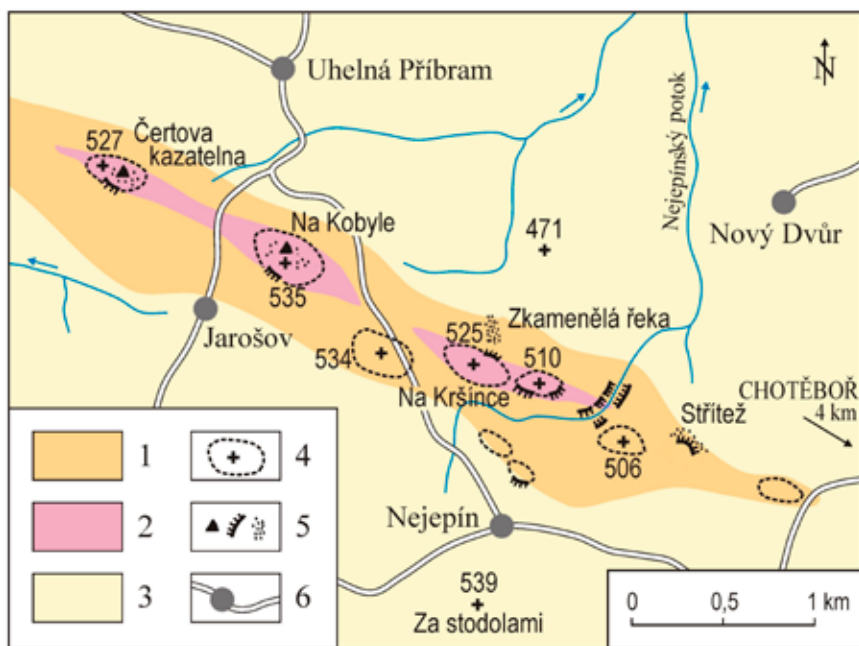 Uhelná Příbram
N
527
Čertova
kazatelna
Nejepínský potok
Na Kobyle
471
Nový Dvůr
535
Zkamenělá řeka
525
510
Jarošov
534
Na Kršínce
CHOTĚBOŘ
4 km
Střítež
506
1
4
2
5
3
6
Nejepín
539
Za stodolami
0
0,5
1 km